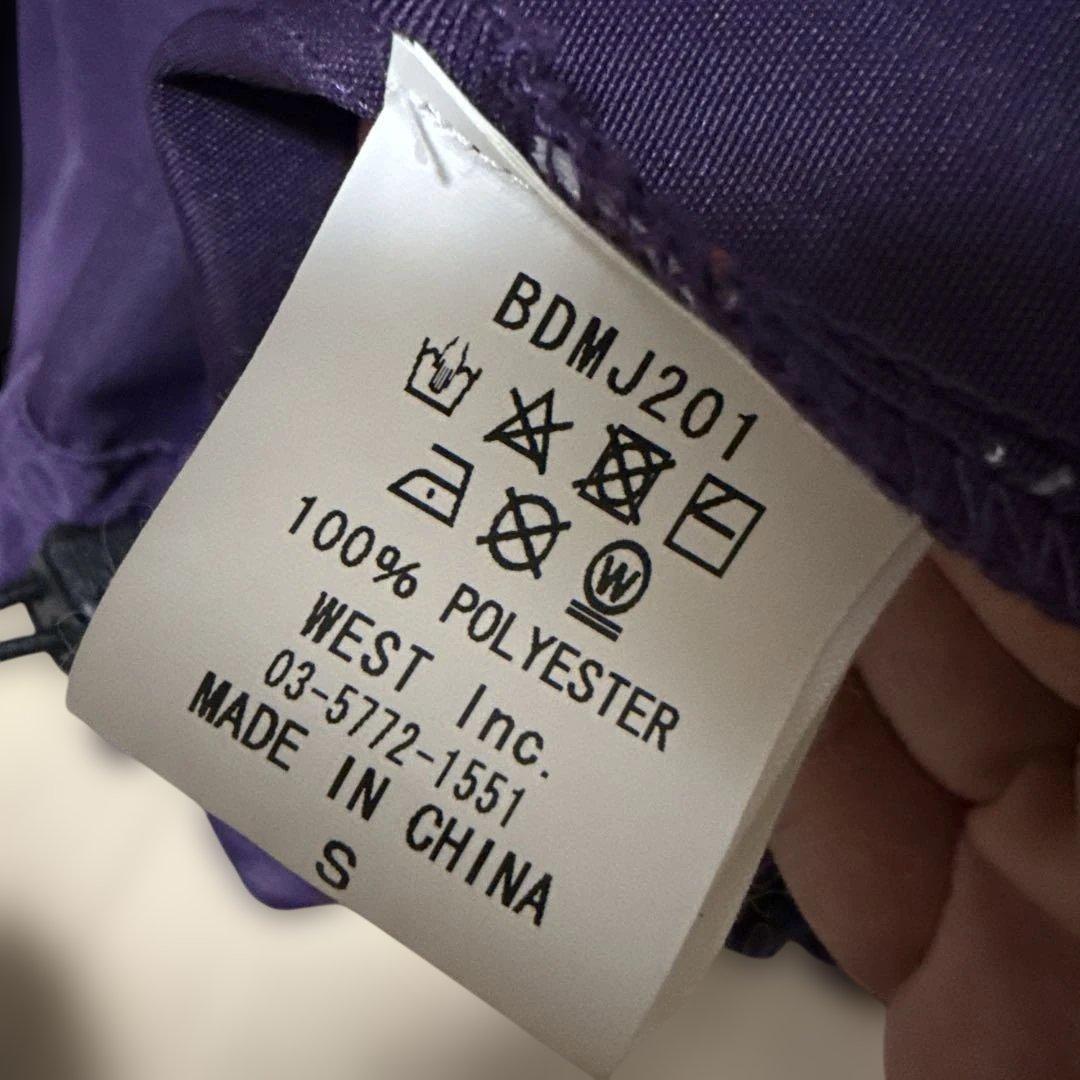 BDMJ201
W
100% POLYESTER
WEST Inc.
03-5772-1551
MADE IN CHINA
S